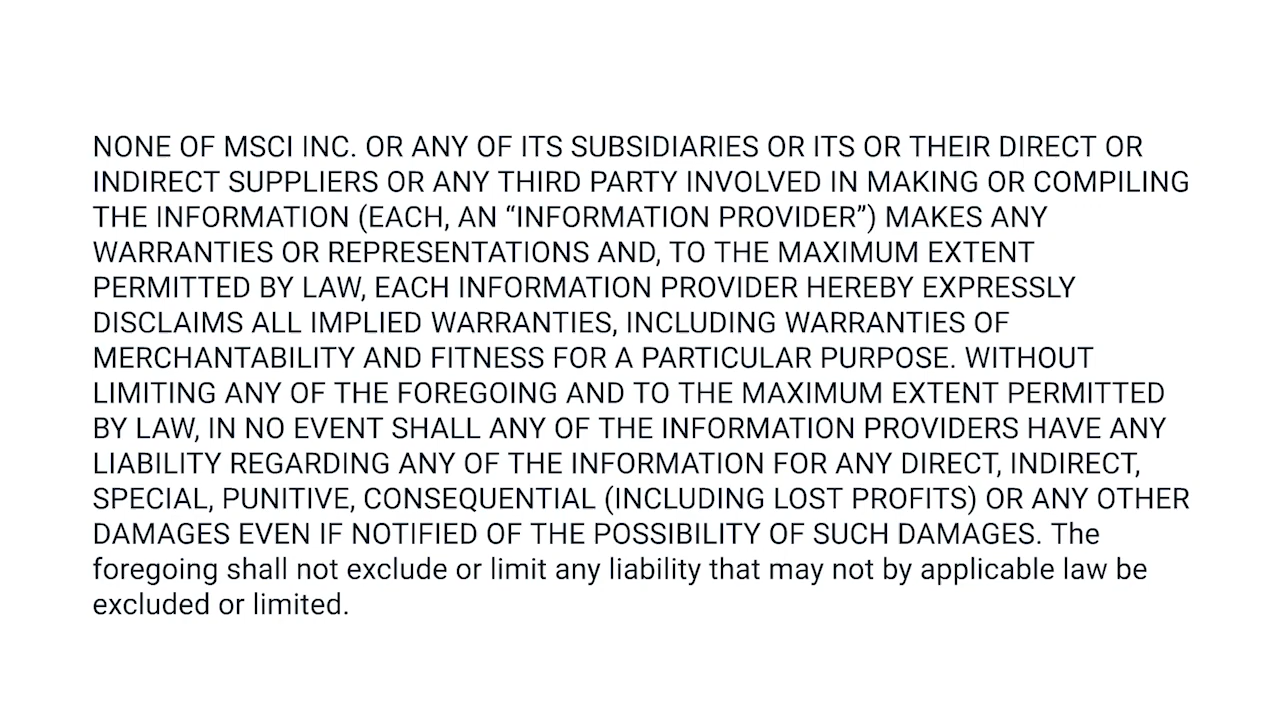 NONE OF MSCI INC. OR ANY OF ITS SUBSIDIARIES OR ITS OR THEIR DIRECT OR
INDIRECT SUPPLIERS OR ANY THIRD PARTY INVOLVED IN MAKING OR COMPILING
THE INFORMATION (EACH, AN “INFORMATION PROVIDER”) MAKES ANY
WARRANTIES OR REPRESENTATIONS AND, TO THE MAXIMUM EXTENT
PERMITTED BY LAW, EACH INFORMATION PROVIDER HEREBY EXPRESSLY
DISCLAIMS ALL IMPLIED WARRANTIES, INCLUDING WARRANTIES OF
MERCHANTABILITY AND FITNESS FOR A PARTICULAR PURPOSE. WITHOUT
LIMITING ANY OF THE FOREGOING AND TO THE MAXIMUM EXTENT PERMITTED
BY LAW, IN NO EVENT SHALL ANY OF THE INFORMATION PROVIDERS HAVE ANY
LIABILITY REGARDING ANY OF THE INFORMATION FOR ANY DIRECT, INDIRECT,
SPECIAL, PUNITIVE, CONSEQUENTIAL (INCLUDING LOST PROFITS) OR ANY OTHER
DAMAGES EVEN IF NOTIFIED OF THE POSSIBILITY OF SUCH DAMAGES. The
foregoing shall not exclude or limit any liability that may not by applicable law be
excluded or limited.